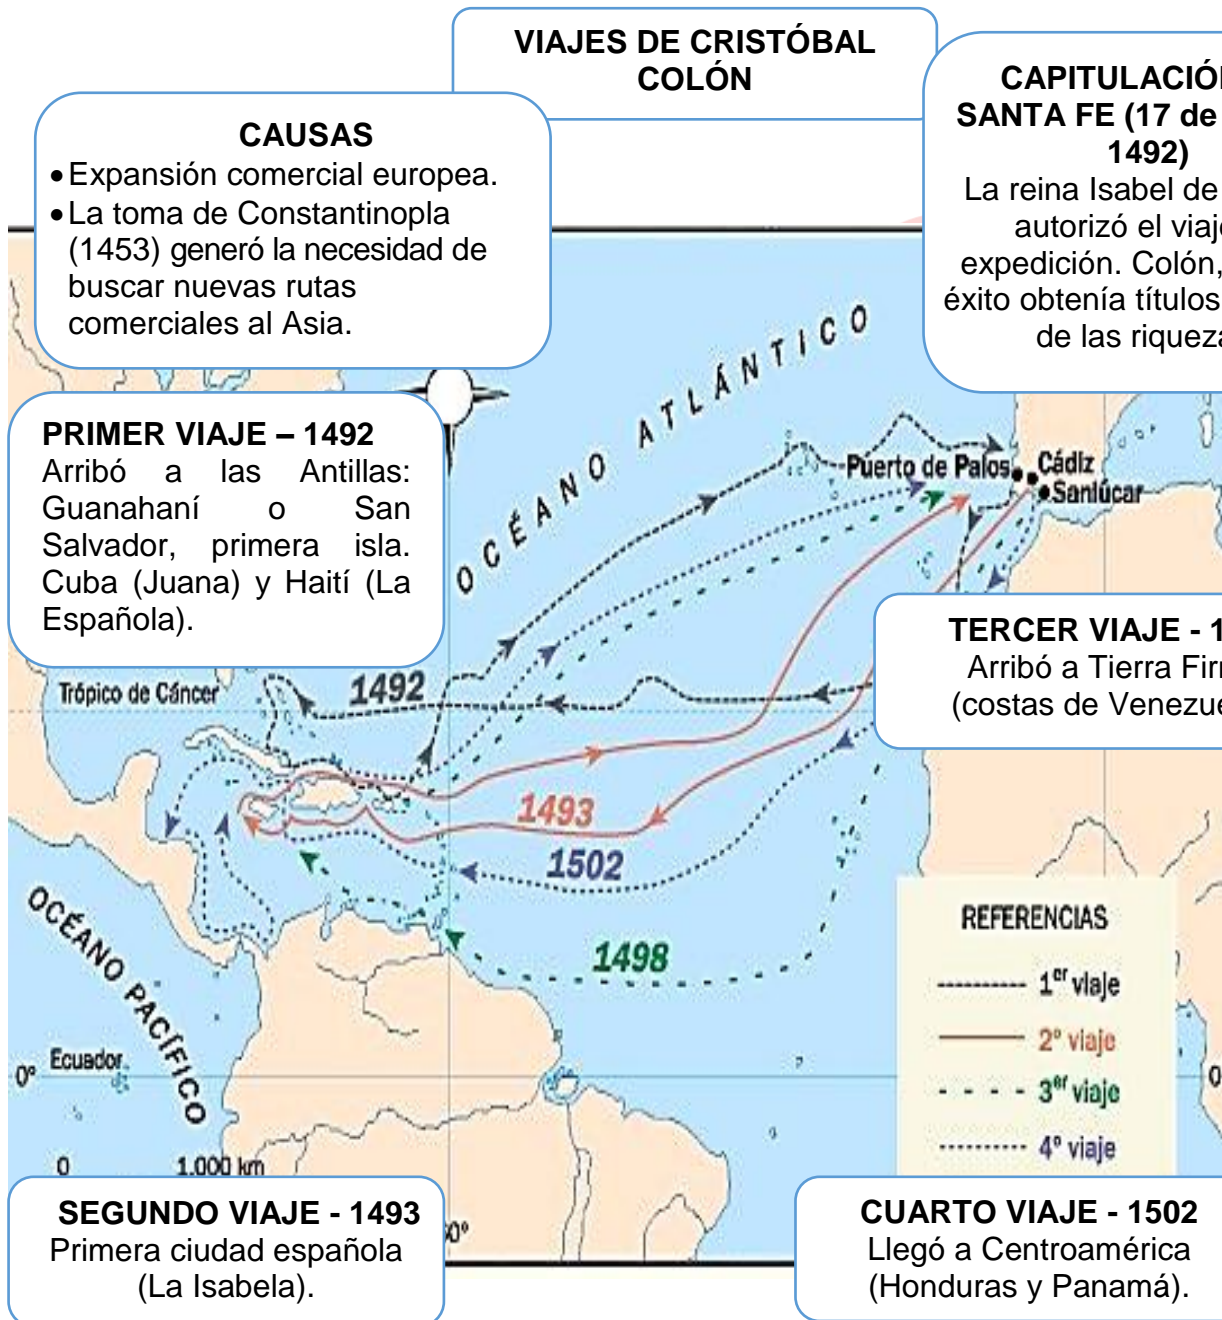 VIAJES DE CRISTÓBAL
COLÓN
CAUSAS
•Expansión comercial europea.
•La toma de Constantinopla
(1453) generó la necesidad de
buscar nuevas rutas
comerciales al Asia.
CAPITULACIÓ
SANTA FE (17 de
1492)
La reina Isabel de
autorizó el viaj
expedición. Colón,
éxito obtenía títulos
de las riquez
PRIMER VIAJE – 1492
Arribó a las Antillas:
Guanahaní o San
Salvador, primera isla.
Cuba (Juana) y Haití (La
Española).
OCÉANO ATLÁNTICO
Puerto de Palos
Cádiz
Sanlúcar
TERCER VIAJE - 1
Arribó a Tierra Fir
(costas de Venezue
Trópico de Cáncer
1492
1493
1502
1498
OCÉANO PACÍFICO
Ecuador
0°
0
0 1.000 km
REFERENCIAS
1er viaje
2º viaje
3er viaje
4º viaje
SEGUNDO VIAJE - 1493
Primera ciudad española
(La Isabela).
0°
CUARTO VIAJE - 1502
Llegó a Centroamérica
(Honduras y Panamá).